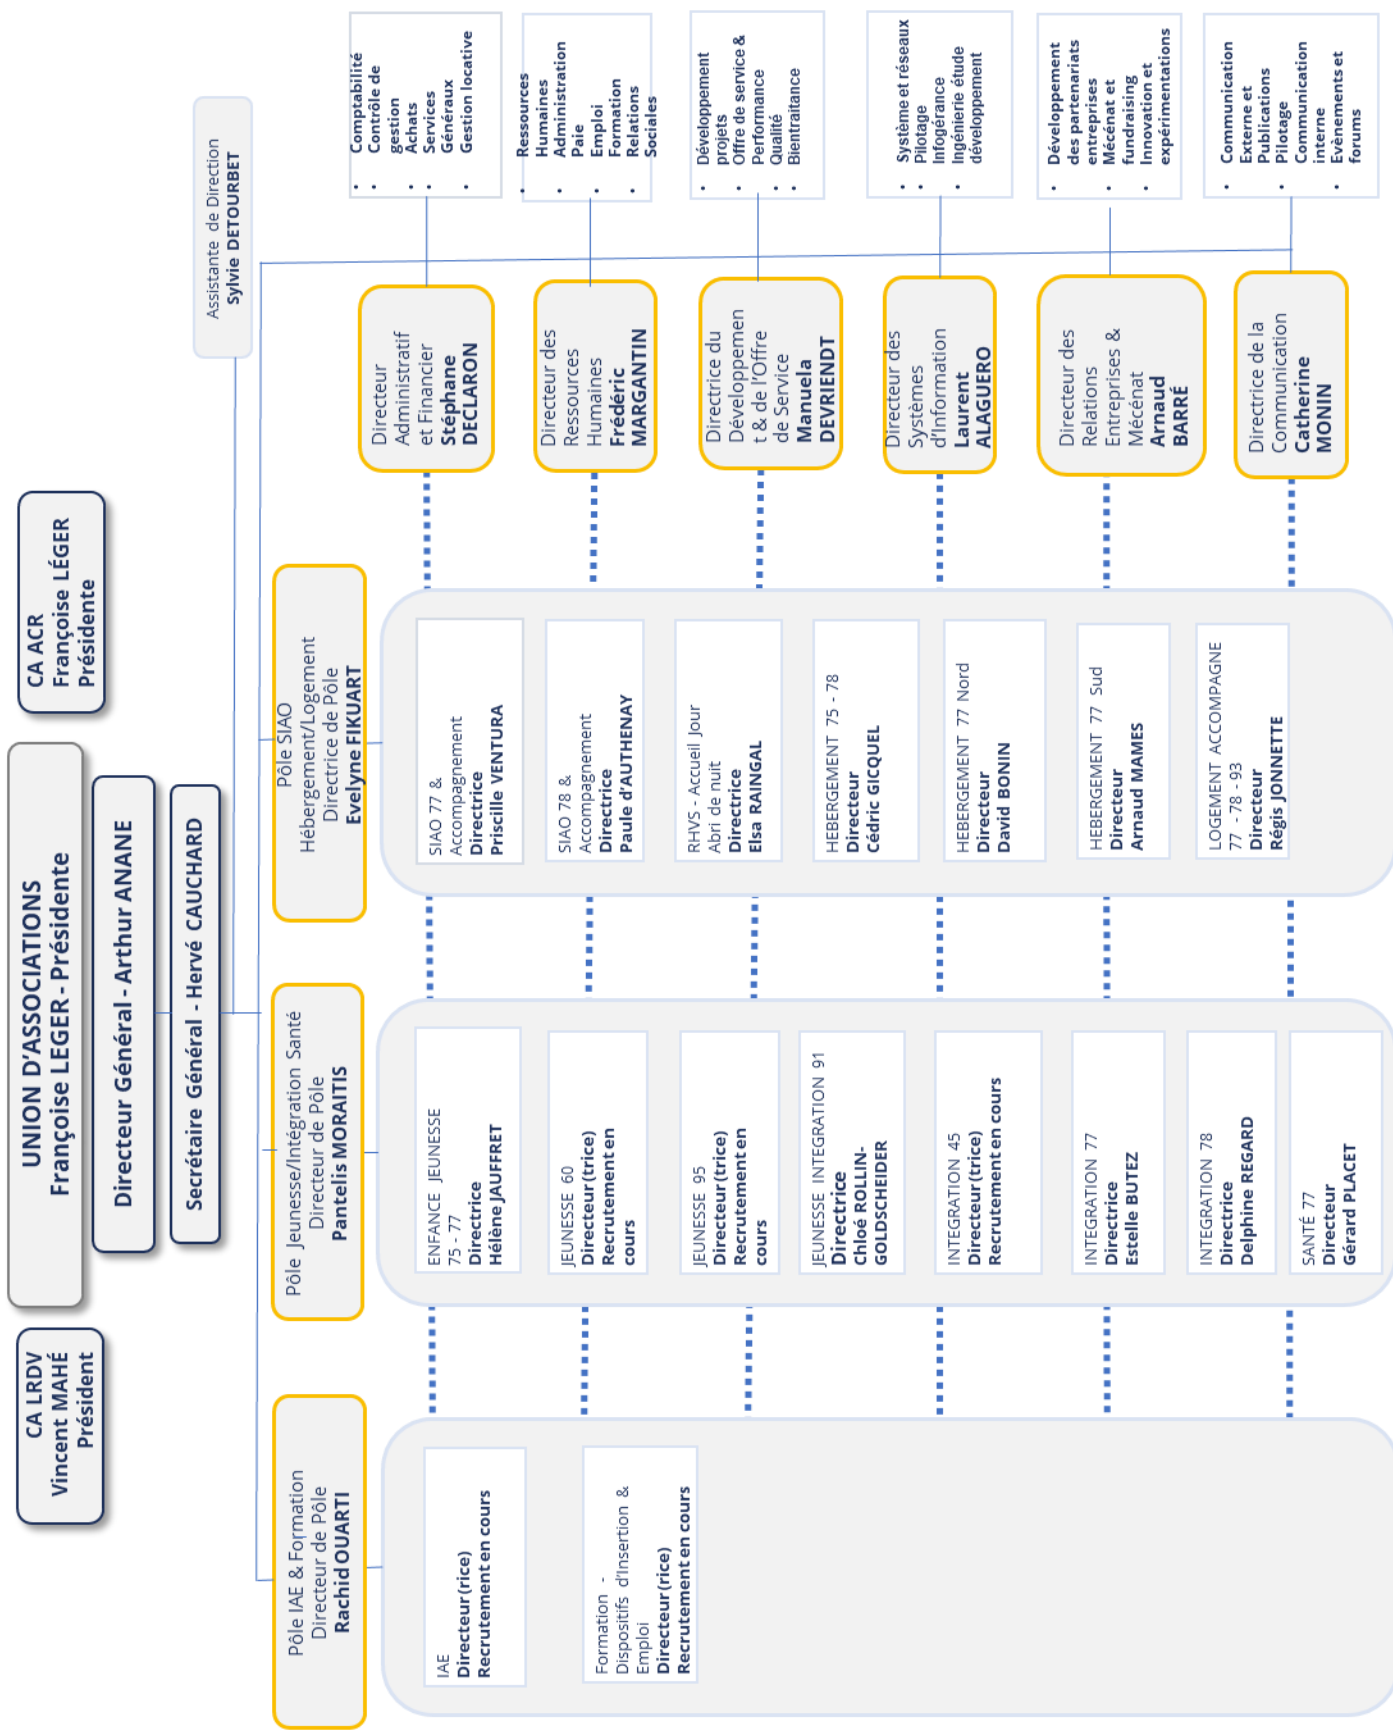 CA LRDV
Vincent MAHÉ
Président
UNION D'ASSOCIATIONS
Françoise LEGER - Présidente
CA ACR
Françoise LÉGER
Présidente
Directeur Général - Arthur ANANE
Secrétaire Général - Hervé CAUCHARD
Assistante de Direction
Sylvie DETOURBET
Pôle IAE & Formation
Directeur de Pôle
Rachid OUARTI
IAE
Directeur(rice)
Recrutement en cours
Formation -
Dispositifs d'Insertion &
Emploi
Directeur(rice)
Recrutement en cours
Pôle Jeunesse/Intégration Santé
Directeur de Pôle
Pantelis MORAITIS
ENFANCE JEUNESSE
75 - 77
Directrice
Hélène JAUFFRET
JEUNESSE 60
Directeur(trice)
Recrutement en
cours
JEUNESSE 95
Directeur(trice)
Recrutement en
cours
JEUNESSE INTEGRATION 91
Directrice
Chloé ROLLIN-
GOLDSCHEIDER
INTEGRATION 45
Directeur(trice)
Recrutement en cours
INTEGRATION 77
Directrice
Estelle BUTEZ
INTEGRATION 78
Directrice
Delphine REGARD
SANTÉ 77
Directeur
Gérard PLACET
Pôle SIAO
Hébergement/Logement
Directrice de Pôle
Evelyne FIKUART
SIAO 77 &
Accompagnement
Directrice
Priscille VENTURA
SIAO 78 &
Accompagnement
Directrice
Paule d'AUTHENAY
RHVS - Accueil Jour
Abri de nuit
Directrice
Elsa RAINGAL
HEBERGEMENT 75 - 78
Directeur
Cédric GICQUEL
HEBERGEMENT 77 Nord
Directeur
David BONIN
HEBERGEMENT 77 Sud
Directeur
Arnaud MAMES
LOGEMENT ACCOMPAGNE
77 - 78 - 93
Directeur
Régis JONNETTE
Directeur
Administratif
et Financier
Stéphane
DECLARON
• Comptabilité
• Contrôle de
gestion
• Achats
• Services
Généraux
• Gestion locative
Directeur des
Ressources
Humaines
Frédéric
MARGANTIN
• Ressources
Humaines
• Administration
Paie
• Emploi
Formation
• Relations
Sociales
Directrice du
Développemen
t & de l'Offre
de Service
Manuela
DEVRIENDT
• Développement
projets
• Offre de service &
Performance
• Qualité
• Bientraitance
Directeur des
Systèmes
d'Information
Laurent
ALAGUERO
• Système et réseaux
• Pilotage
Infogérance
• Ingénierie étude
développement
Directeur des
Relations
Entreprises &
Mécénat
Arnaud
BARRÉ
• Développement
des partenariats
entreprises
• Mécénat et
fundraising
• Innovation et
expérimentations
Directrice de la
Communication
Catherine
MONIN
• Communication
Externe et
Publications
• Pilotage
• Communication
interne
• Evènements et
forums